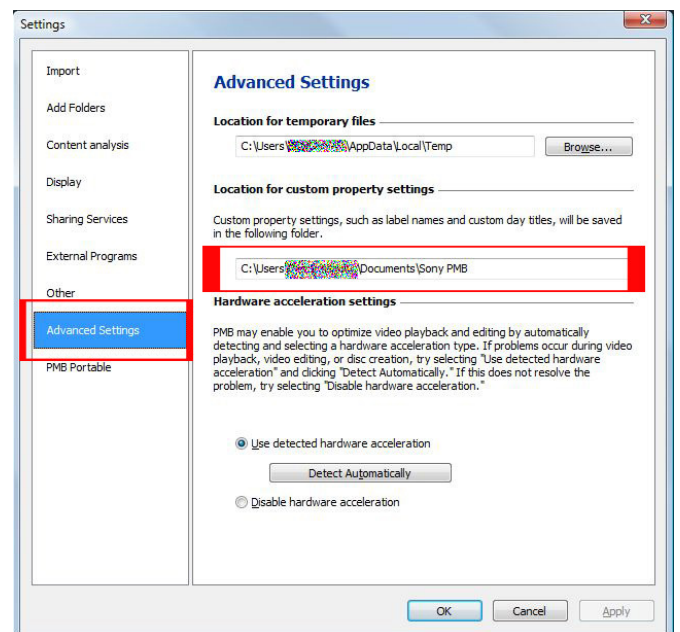 Settings
Import
Add Folders
Content analysis
Display
Sharing Services
External Programs
Other
Advanced Settings
PMB Portable
Advanced Settings
Location for temporary files
C:\Users\ \AppData\Local\Temp
Browse...
Location for custom property settings
Custom property settings, such as label names and custom day titles, will be saved
in the following folder.
C:\Users\ \Documents\Sony PMB
Hardware acceleration settings
PMB may enable you to optimize video playback and editing by automatically
detecting and selecting a hardware acceleration type. If problems occur during video
playback, video editing, or disc creation, try selecting "Use detected hardware
acceleration" and clicking "Detect Automatically." If this does not resolve the
problem, try selecting "Disable hardware acceleration."
Use detected hardware acceleration
Detect Automatically
Disable hardware acceleration
OK
Cancel
Apply